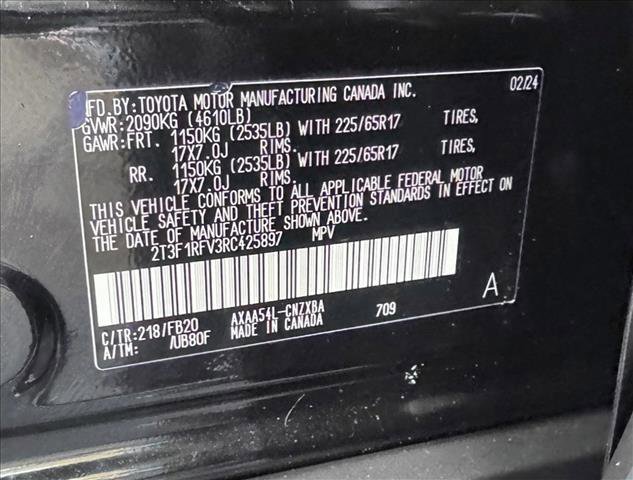 MFD.BY:TOYOTA MOTOR MANUFACTURING CANADA INC. 02/24
GVWR:2090KG (4610LB)
GAWR:FRT. 1150KG (2535LB) WITH 225/65R17 TIRES,
17X7.0J RIMS.
RR. 1150KG (2535LB) WITH 225/65R17 TIRES,
17X7.0J RIMS.
THIS VEHICLE CONFORMS TO ALL APPLICABLE FEDERAL MOTOR
VEHICLE SAFETY AND THEFT PREVENTION STANDARDS IN EFFECT ON
THE DATE OF MANUFACTURE SHOWN ABOVE.
2T3F1RFV3RC425897 MPV
A
C/TR:218/FB20 AXAA54L-CNZXBA 709
A/TM: /UB80F MADE IN CANADA